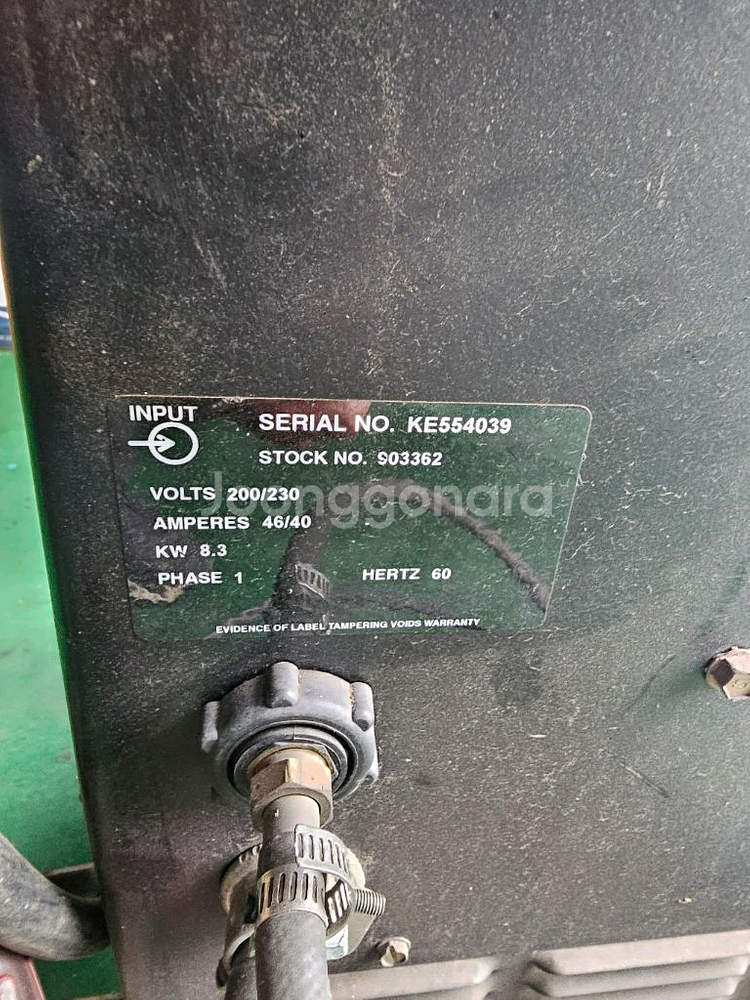 INPUT
SERIAL NO. KE554039
STOCK NO. 903362
VOLTS 200/230
Joonggonara
AMPERES 46/40
KW 8.3
PHASE 1 HERTZ 60
EVIDENCE OF LABEL TAMPERING VOIDS WARRANTY